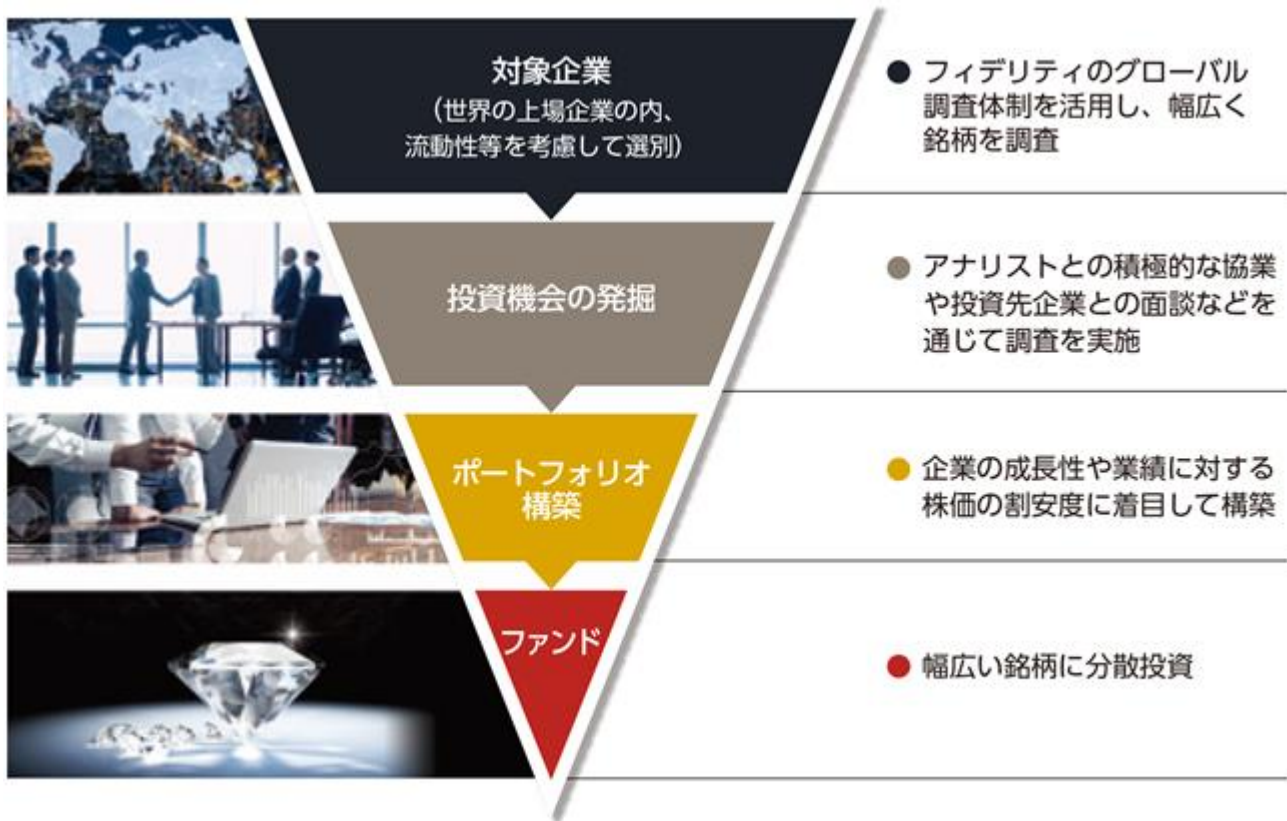 対象企業
（世界の上場企業の内、
流動性等を考慮して選別）
● フィデリティのグローバル
調査体制を活用し、幅広く
銘柄を調査
投資機会の発掘
● アナリストとの積極的な協業
や投資先企業との面談などを
通じて調査を実施
ポートフォリオ
構築
● 企業の成長性や業績に対する
株価の割安度に着目して構築
ファンド
● 幅広い銘柄に分散投資